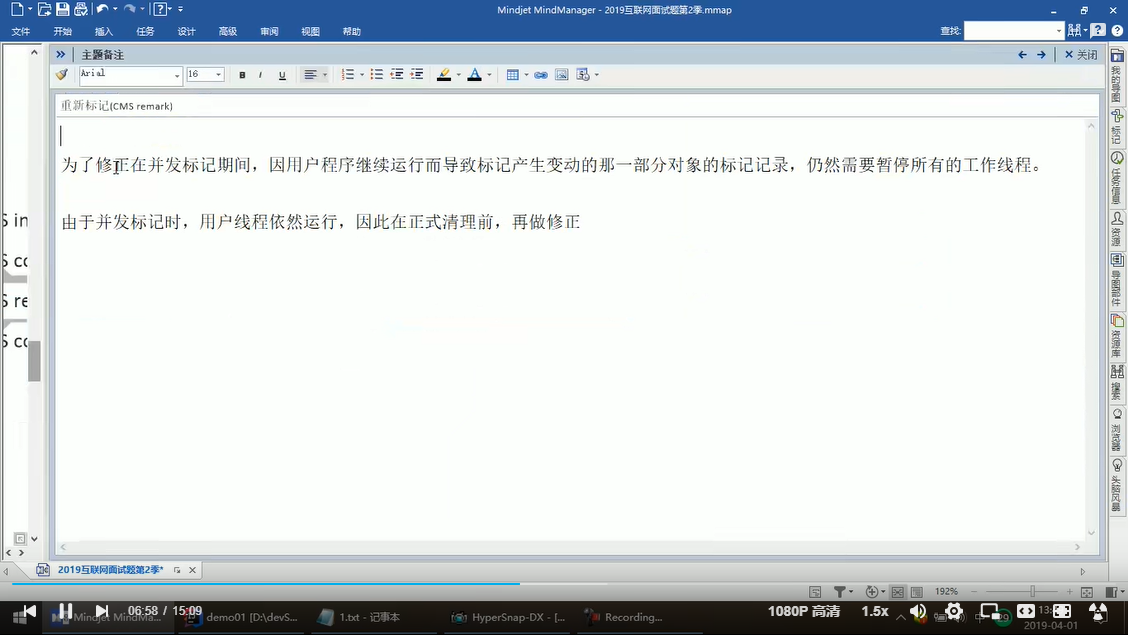 Mindjet MindManager - 2019互联网面试题第2季.mmap
文件 开始 插入 任务 设计 高级 审阅 视图 帮助 查找:
主题备注 关闭
Arial 16 B I U
重新标记(CMS remark)
为了修正在并发标记期间，因用户程序继续运行而导致标记产生变动的那一部分对象的标记记录，仍然需要暂停所有的工作线程。
由于并发标记时，用户线程依然运行，因此在正式清理前，再做修正
S in
S co
S re
S co
我的导图
标记
任务信息
资源
导图部件
资源库
搜索
浏览器
头脑风暴
2019互联网面试题第2季*
192%
06:58 / 15:09
1080P 高清 1.5x
Mindjet MindMa...
demo01 [D:\devS...
1.txt - 记事本
HyperSnap-DX - [...
Recording...
2019-04-01